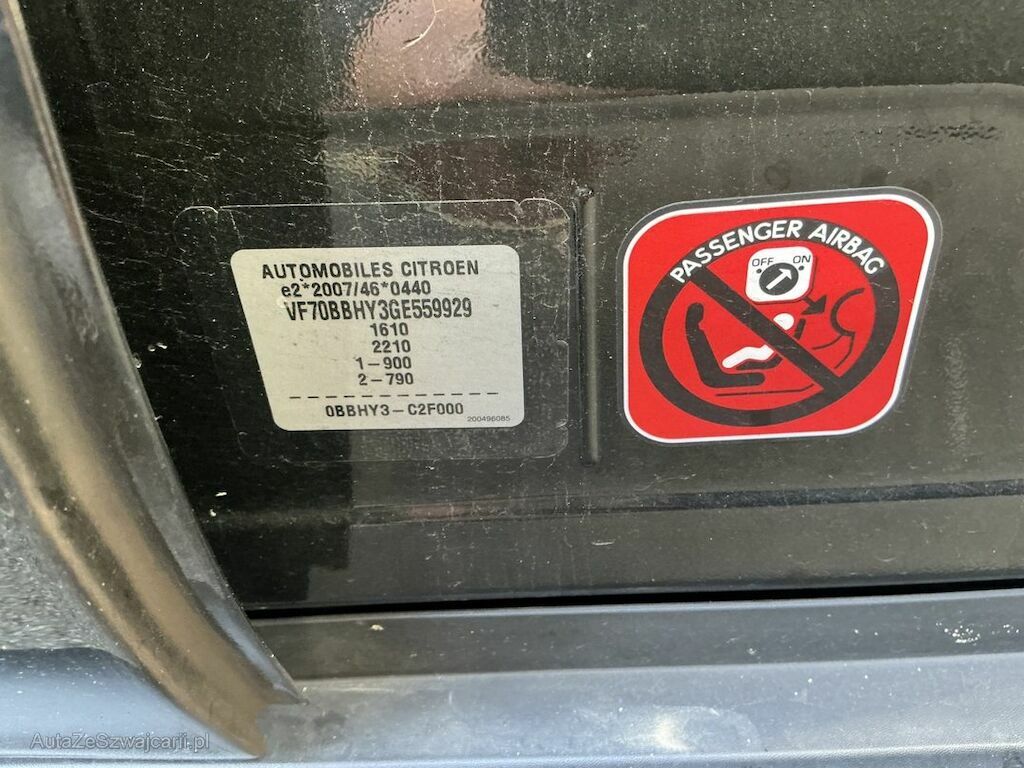 AUTOMOBILES CITROEN
e2*2007/46*0440
VF70BBHY3GE559929
1610
2210
1-900
2-790
0BBHY3-C2F000
200496085
PASSENGER AIRBAG
OFF ON
AutaZeSzwajcarii.pl